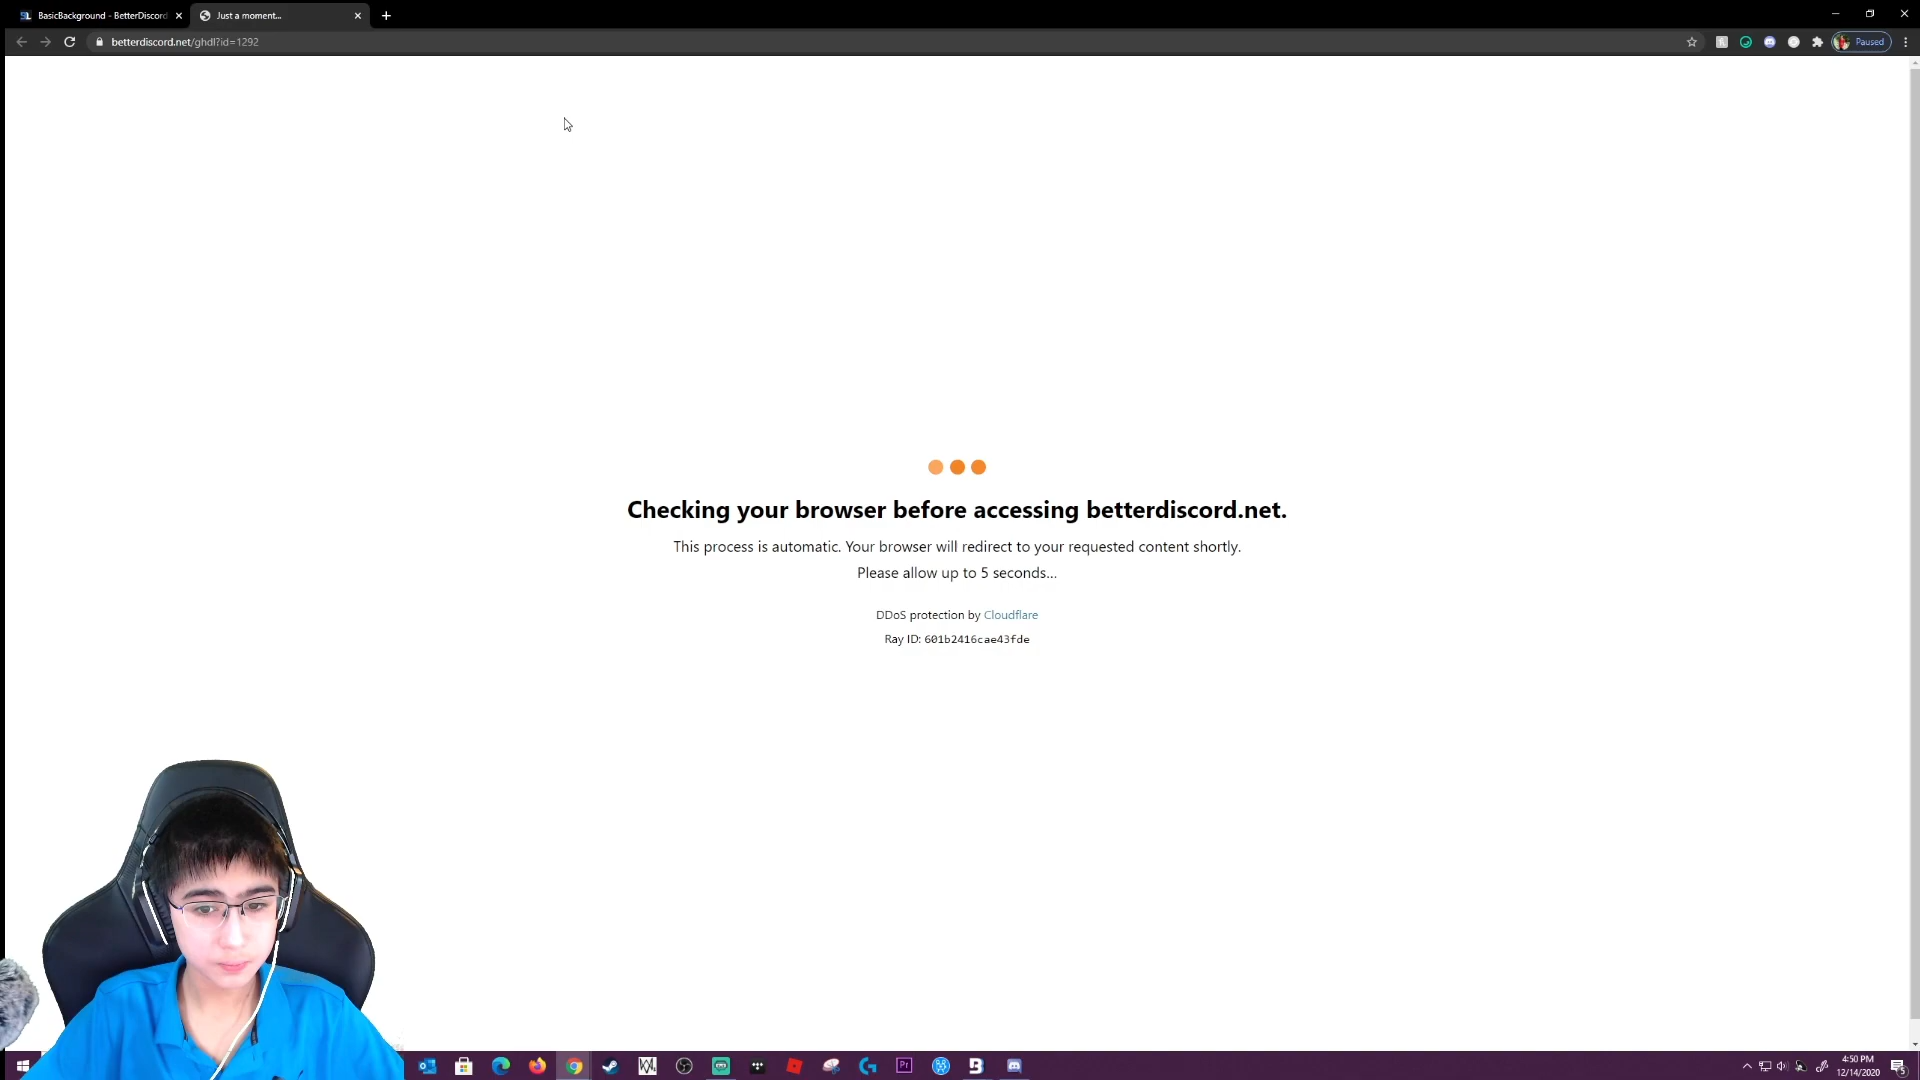 BasicBackground - BetterDiscord
Just a moment...
betterdiscord.net/ghdl?id=1292
Paused
Checking your browser before accessing betterdiscord.net.
This process is automatic. Your browser will redirect to your requested content shortly.
Please allow up to 5 seconds...
DDoS protection by Cloudflare
Ray ID: 601b2416cae43fde
Pr
4:50 PM
12/14/2020
5